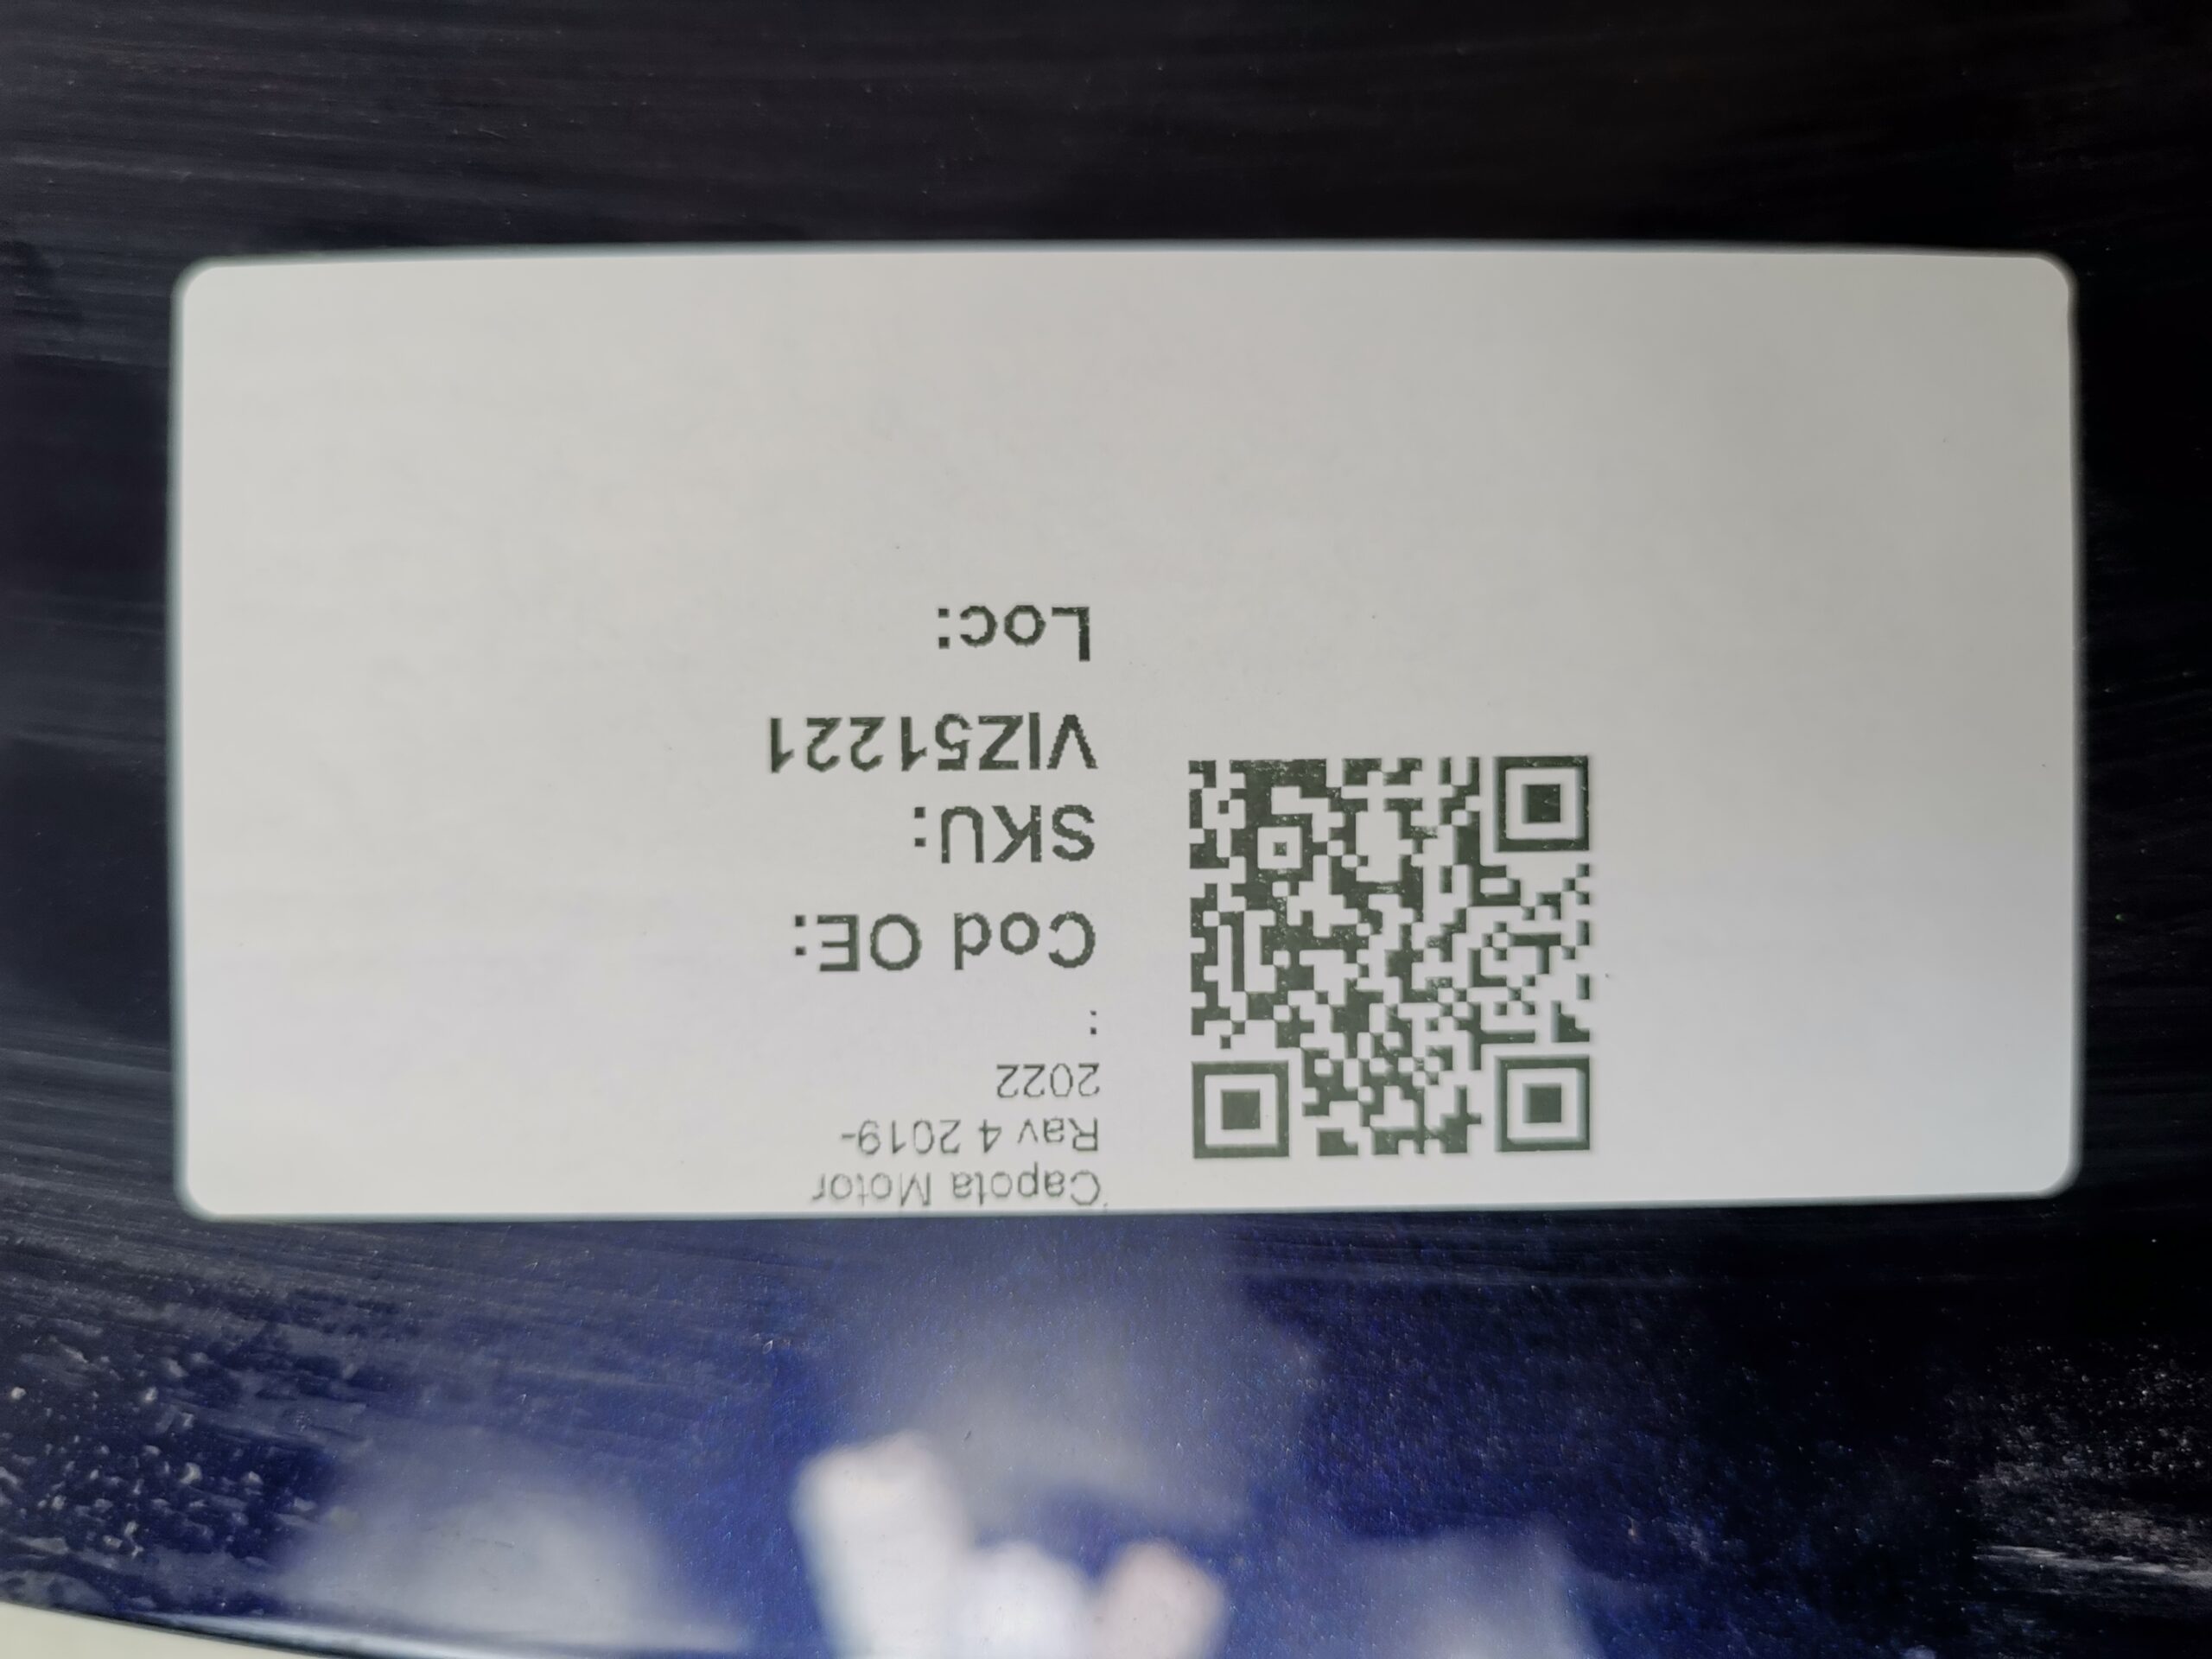 Capota Motor
Rav 4 2019-
2022
:
Cod OE:
SKU:
VIZ51221
Loc: